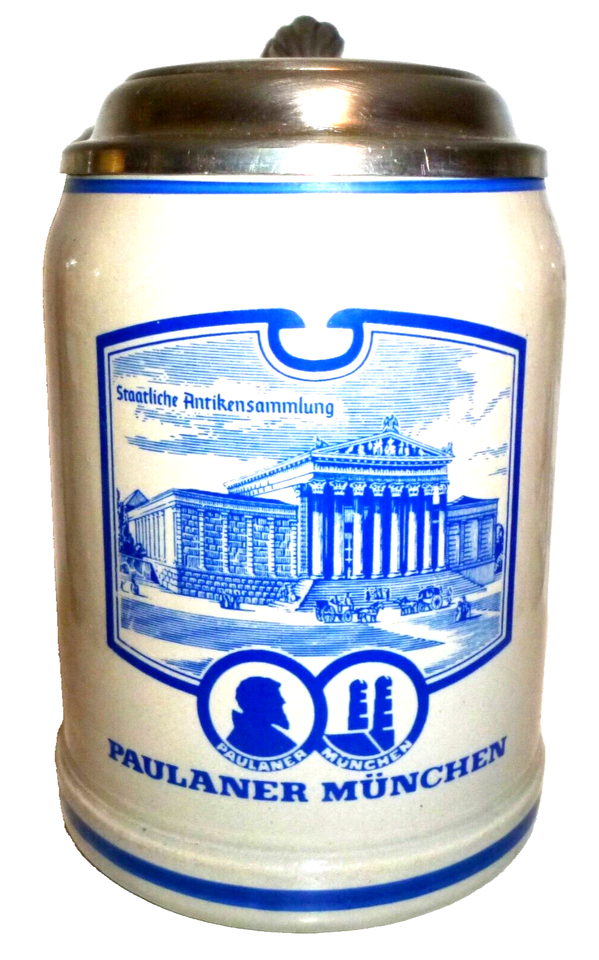 Staatliche Antikensammlung
PAULANER
MÜNCHEN
PAULANER MÜNCHEN